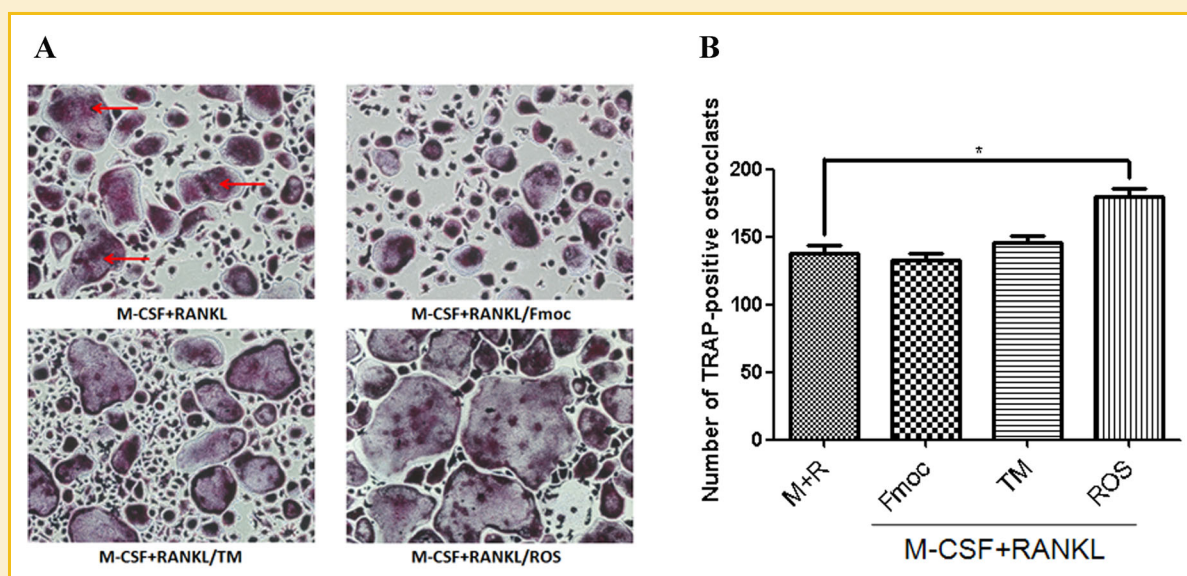 A
M-CSF+RANKL
M-CSF+RANKL/Fmoc
M-CSF+RANKL/TM
M-CSF+RANKL/ROS
B
Number of TRAP-positive osteoclasts
200
150
100
50
0
*
M+R
Fmoc
TM
ROS
M-CSF+RANKL